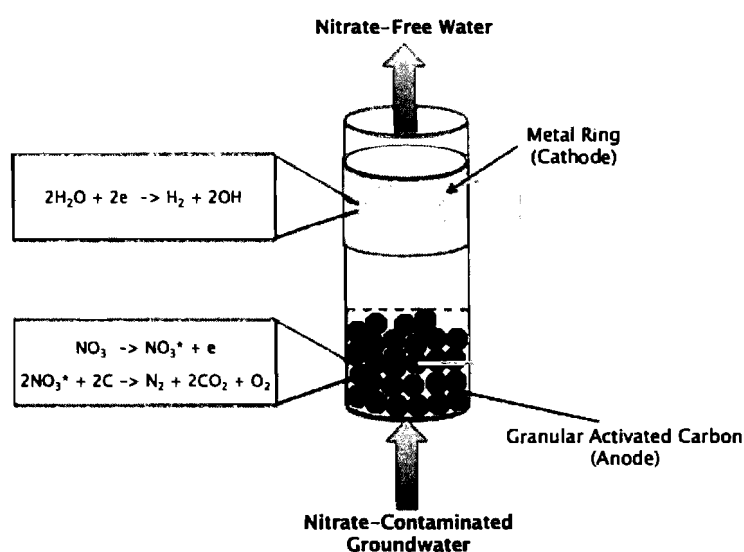 Nitrate-Free Water
Metal Ring
(Cathode)
2H₂O + 2e -> H₂ + 2OH
NO₃ -> NO₃* + e
2NO₃* + 2C -> N₂ + 2CO₂ + O₂
Granular Activated Carbon
(Anode)
Nitrate-Contaminated
Groundwater